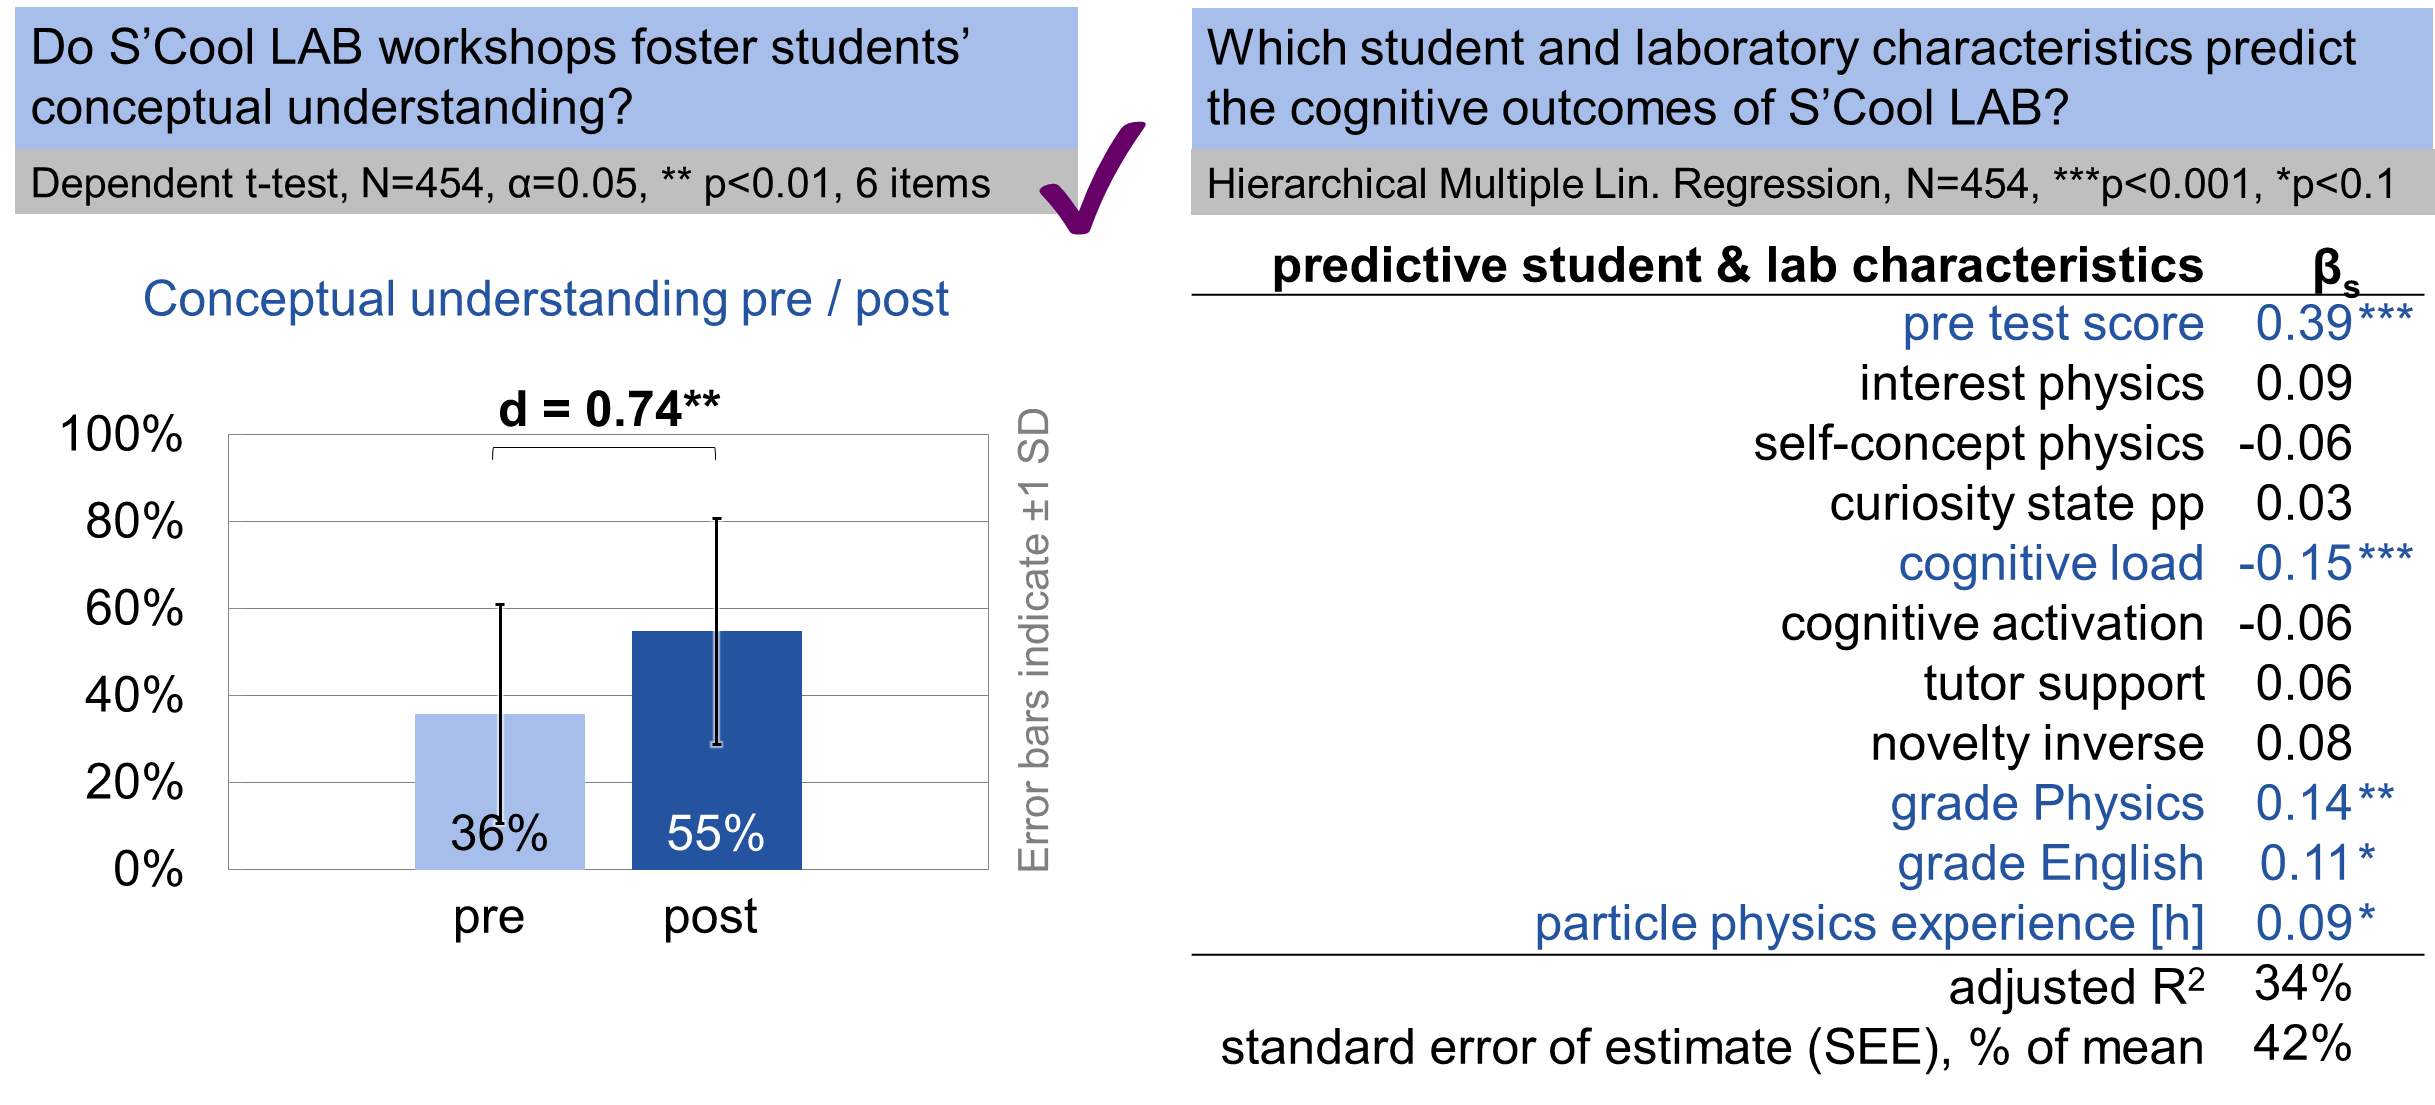 Do S’Cool LAB workshops foster students’
conceptual understanding?
Dependent t-test, N=454, α=0.05, ** p<0.01, 6 items
Conceptual understanding pre / post
d = 0.74**
100%
80%
60%
40%
20%
0%
36%
55%
pre
post
Error bars indicate ±1 SD
Which student and laboratory characteristics predict
the cognitive outcomes of S’Cool LAB?
Hierarchical Multiple Lin. Regression, N=454, ***p<0.001, *p<0.1
predictive student & lab characteristics βs
pre test score 0.39***
interest physics 0.09
self-concept physics -0.06
curiosity state pp 0.03
cognitive load -0.15***
cognitive activation -0.06
tutor support 0.06
novelty inverse 0.08
grade Physics 0.14**
grade English 0.11*
particle physics experience [h] 0.09*
adjusted R² 34%
standard error of estimate (SEE), % of mean 42%